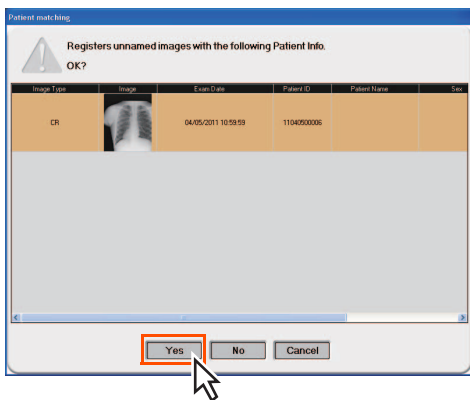 Patient matching
Registers unnamed images with the following Patient Info.
OK?
Image Type Image Exam Date Patient ID Patient Name Sex
CR 04/05/2011 10:59:59 11040500006
Yes No Cancel